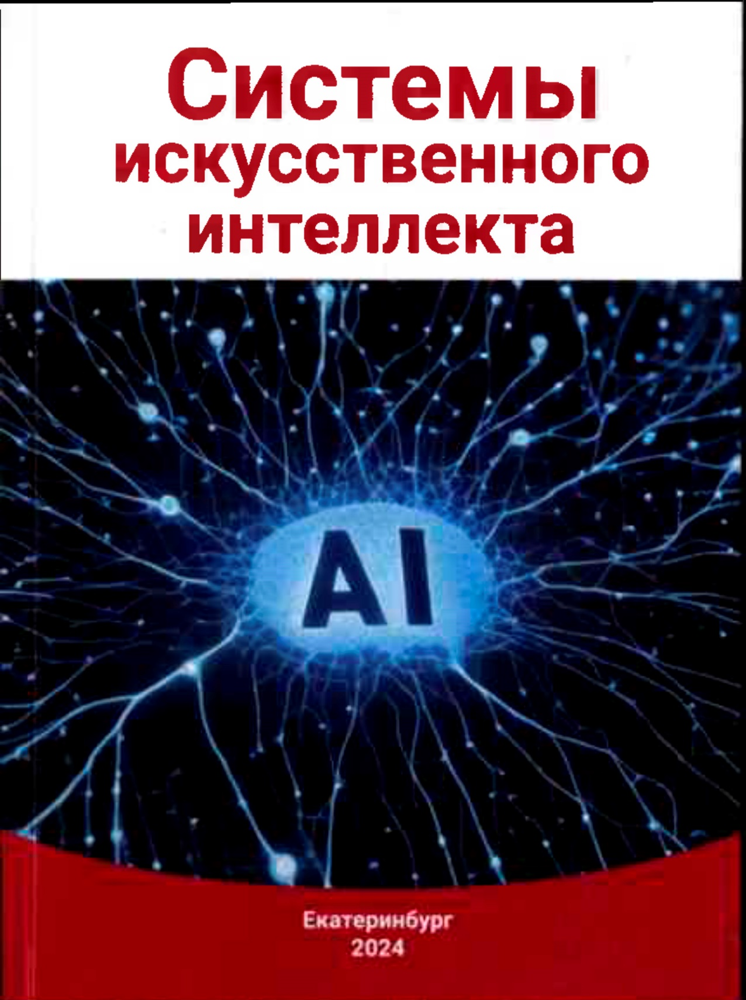 Системы
искусственного
интеллекта
AI
Екатеринбург
2024